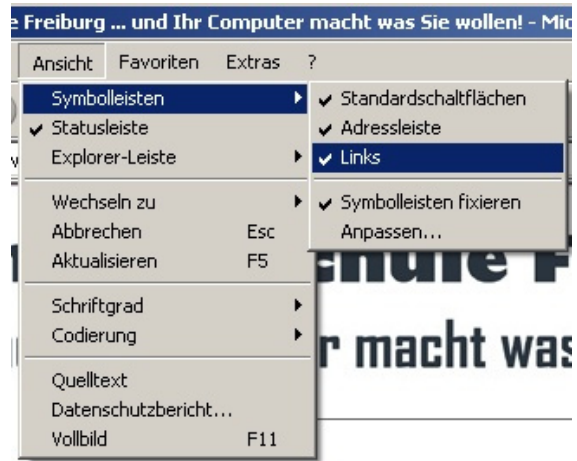 Freiburg ... und Ihr Computer macht was Sie wollen! - Mic
Ansicht Favoriten Extras ?
Symbolleisten
Statusleiste
Explorer-Leiste
Wechseln zu
Abbrechen Esc
Aktualisieren F5
Schriftgrad
Codierung
Quelltext
Datenschutzbericht...
Vollbild F11
Standardschaltflächen
Adressleiste
Links
Symbolleisten fixieren
Anpassen...
chule F
r macht was